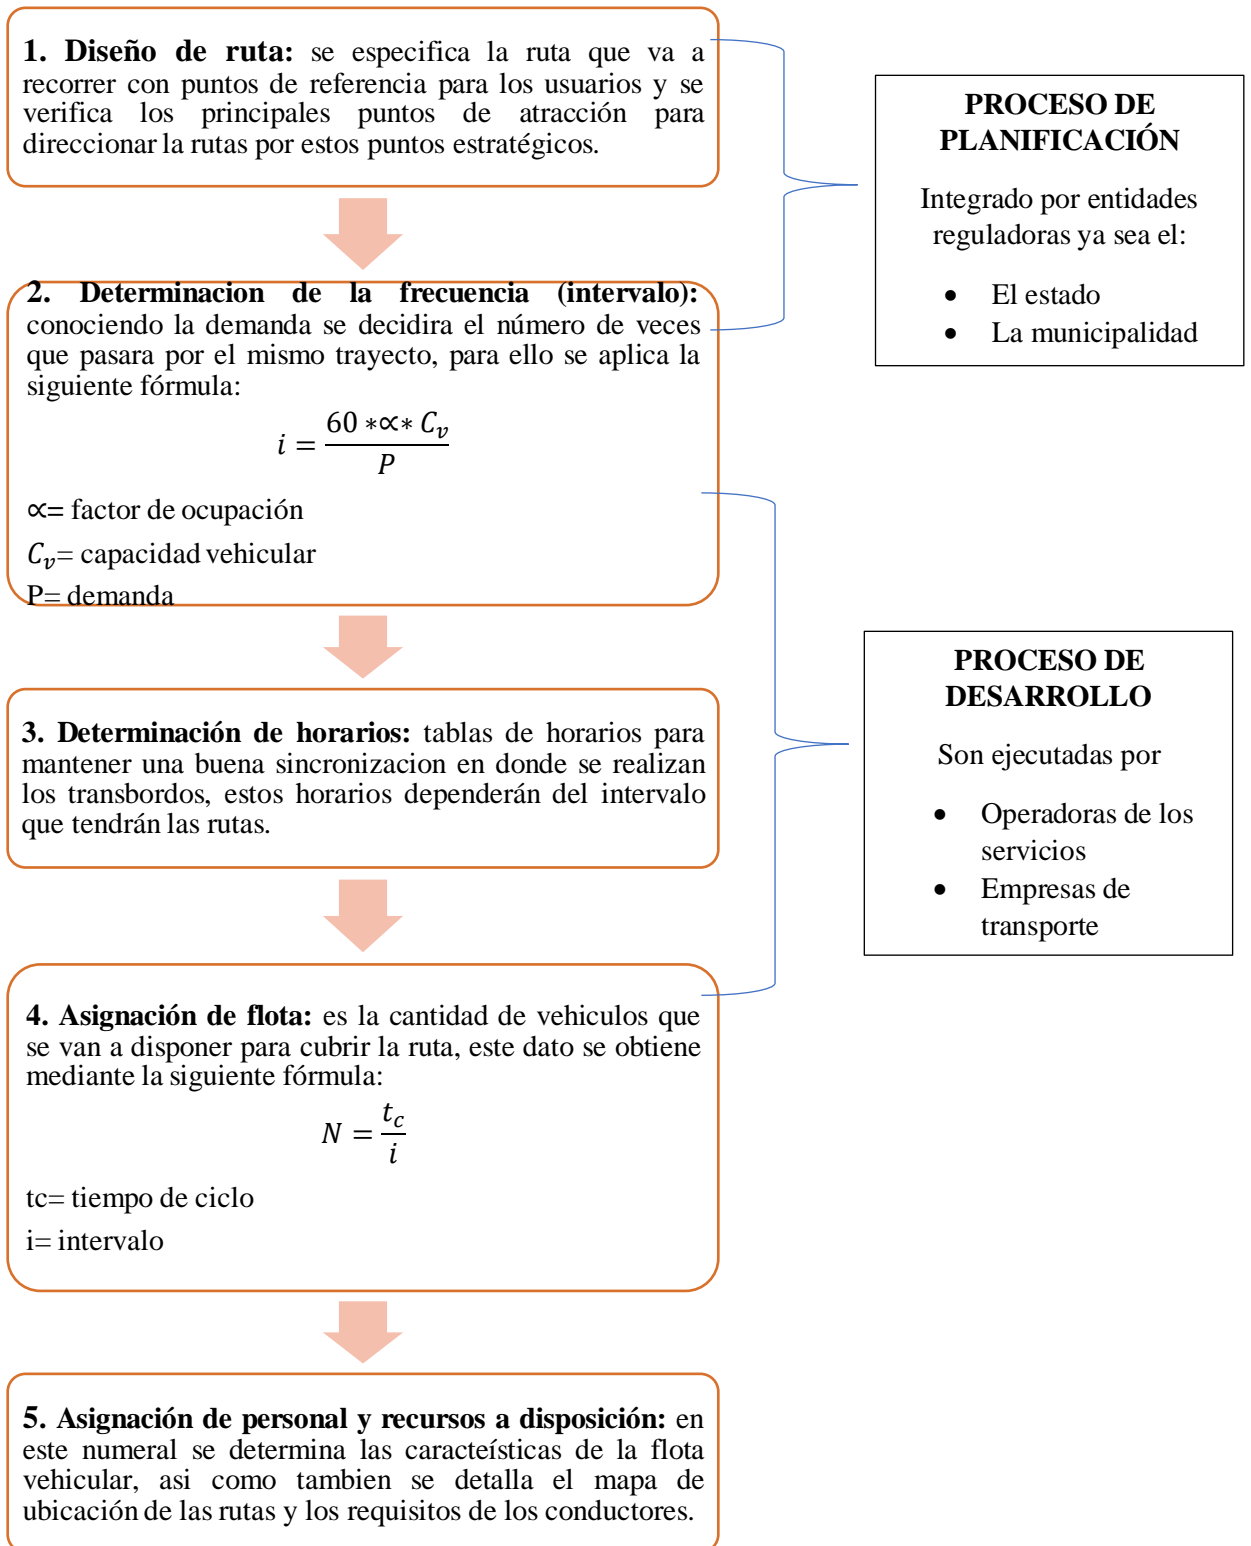 1. Diseño de ruta: se especifica la ruta que va a
recorrer con puntos de referencia para los usuarios y se
verifica los principales puntos de atracción para
direccionar la rutas por estos puntos estratégicos.
PROCESO DE
PLANIFICACIÓN
Integrado por entidades
reguladoras ya sea el:
• El estado
• La municipalidad
2. Determinacion de la frecuencia (intervalo):
conociendo la demanda se decidira el número de veces
que pasara por el mismo trayecto, para ello se aplica la
siguiente fórmula:
i = 60 *∝* Cv / P
∝= factor de ocupación
Cv= capacidad vehicular
P= demanda
3. Determinación de horarios: tablas de horarios para
mantener una buena sincronizacion en donde se realizan
los transbordos, estos horarios dependerán del intervalo
que tendrán las rutas.
PROCESO DE
DESARROLLO
Son ejecutadas por
• Operadoras de los
servicios
• Empresas de
transporte
4. Asignación de flota: es la cantidad de vehiculos que
se van a disponer para cubrir la ruta, este dato se obtiene
mediante la siguiente fórmula:
N = tc / i
tc= tiempo de ciclo
i= intervalo
5. Asignación de personal y recursos a disposición: en
este numeral se determina las caracteísticas de la flota
vehicular, asi como tambien se detalla el mapa de
ubicación de las rutas y los requisitos de los conductores.